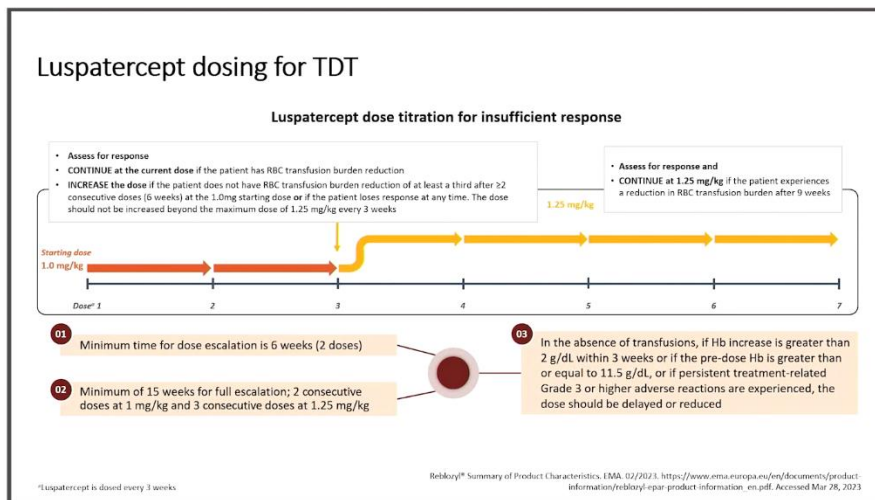 Luspatercept dosing for TDT
Luspatercept dose titration for insufficient response
• Assess for response
• CONTINUE at the current dose if the patient has RBC transfusion burden reduction
• INCREASE the dose if the patient does not have RBC transfusion burden reduction of at least a third after ≥2
consecutive doses (6 weeks) at the 1.0mg starting dose or if the patient loses response at any time. The dose
should not be increased beyond the maximum dose of 1.25 mg/kg every 3 weeks
• Assess for response and
• CONTINUE at 1.25 mg/kg if the patient experiences
a reduction in RBC transfusion burden after 9 weeks
1.25 mg/kg
Starting dose
1.0 mg/kg
Doseª 1 2 3 4 5 6 7
01
Minimum time for dose escalation is 6 weeks (2 doses)
02
Minimum of 15 weeks for full escalation; 2 consecutive
doses at 1 mg/kg and 3 consecutive doses at 1.25 mg/kg
03
In the absence of transfusions, if Hb increase is greater than
2 g/dL within 3 weeks or if the pre-dose Hb is greater than
or equal to 11.5 g/dL, or if persistent treatment-related
Grade 3 or higher adverse reactions are experienced, the
dose should be delayed or reduced
ªLuspatercept is dosed every 3 weeks
Reblozyl® Summary of Product Characteristics. EMA. 02/2023. https://www.ema.europa.eu/en/documents/product-
information/reblozyl-epar-product-information_en.pdf. Accessed Mar 28, 2023